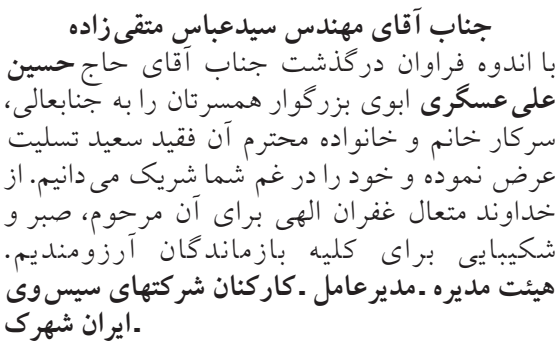 جناب آقای مهندس سیدعباس متقی‌زاده
با اندوه فراوان درگذشت جناب آقای حاج حسین
علی‌عسگری ابوی بزرگوار همسرتان را به جنابعالی،
سرکار خانم و خانواده محترم آن فقید سعید تسلیت
عرض نموده و خود را در غم شما شریک می‌دانیم. از
خداوند متعال غفران الهی برای آن مرحوم، صبر و
شکیبایی برای کلیه بازماندگان آرزومندیم.
هیئت مدیره ـ مدیرعامل ـ کارکنان شرکتهای سیس‌وی
ـ ایران شهرک